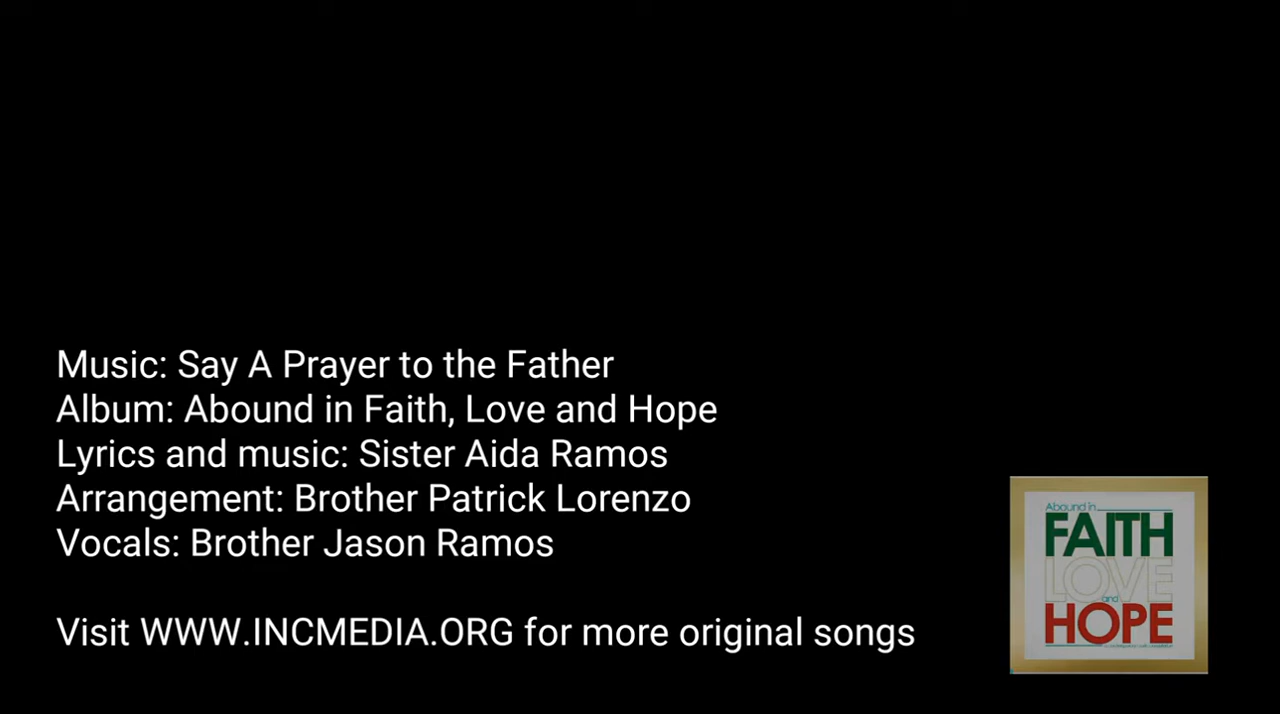 Music: Say A Prayer to the Father
Album: Abound in Faith, Love and Hope
Lyrics and music: Sister Aida Ramos
Arrangement: Brother Patrick Lorenzo
Vocals: Brother Jason Ramos
Visit WWW.INCMEDIA.ORG for more original songs
Abound in
FAITH
LOVE
and
HOPE